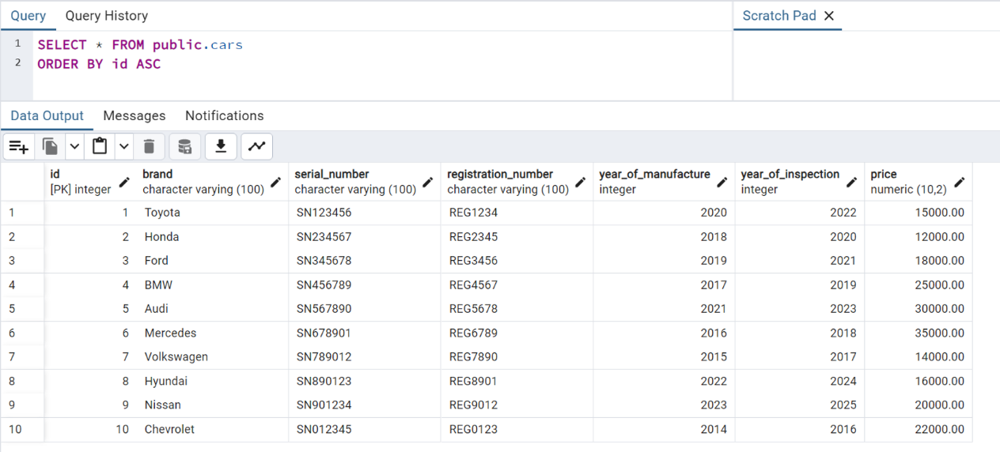 Query Query History Scratch Pad
1 SELECT * FROM public.cars
2 ORDER BY id ASC
Data Output Messages Notifications
id brand serial_number registration_number year_of_manufacture year_of_inspection price
[PK] integer character varying (100) character varying (100) character varying (100) integer integer numeric (10,2)
1 1 Toyota SN123456 REG1234 2020 2022 15000.00
2 2 Honda SN234567 REG2345 2018 2020 12000.00
3 3 Ford SN345678 REG3456 2019 2021 18000.00
4 4 BMW SN456789 REG4567 2017 2019 25000.00
5 5 Audi SN567890 REG5678 2021 2023 30000.00
6 6 Mercedes SN678901 REG6789 2016 2018 35000.00
7 7 Volkswagen SN789012 REG7890 2015 2017 14000.00
8 8 Hyundai SN890123 REG8901 2022 2024 16000.00
9 9 Nissan SN901234 REG9012 2023 2025 20000.00
10 10 Chevrolet SN012345 REG0123 2014 2016 22000.00